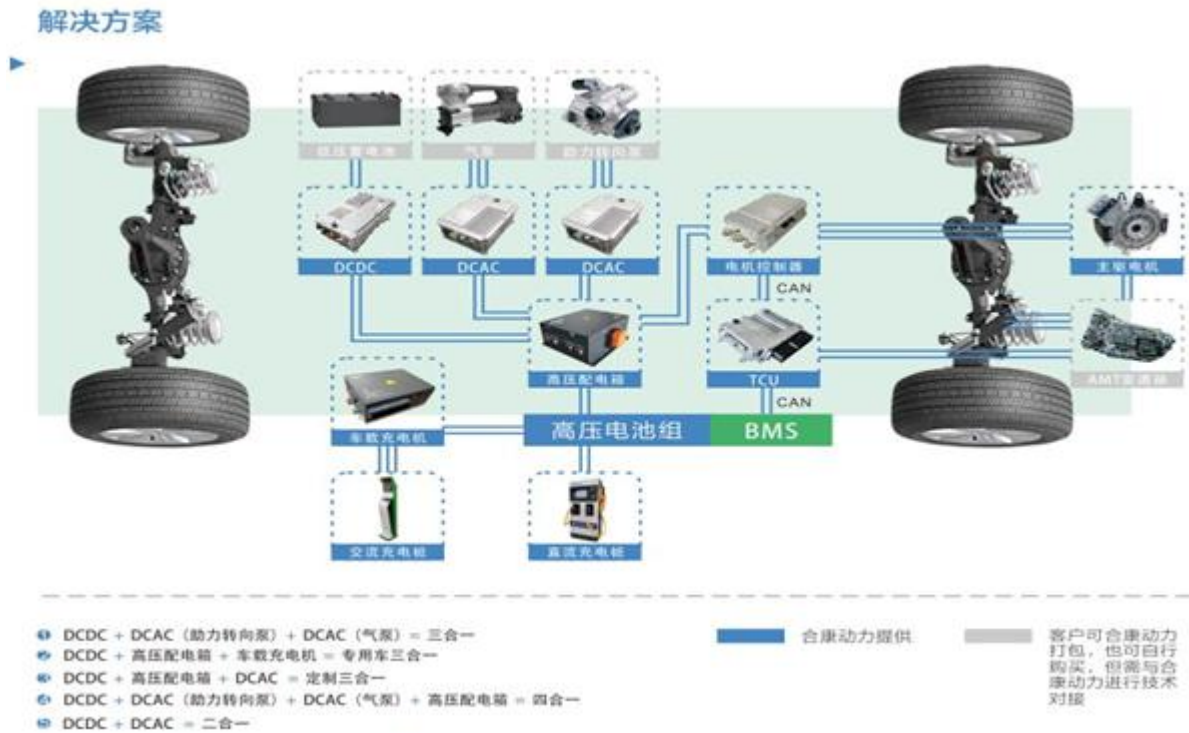 解决方案
低压蓄电池
气泵
助力转向泵
DCDC
DCAC
DCAC
电机控制器
主驱电机
CAN
高压配电箱
TCU
AMT变速器
CAN
车载充电机
高压电池组
BMS
交流充电桩
直流充电桩
1 DCDC + DCAC（助力转向泵）+ DCAC（气泵）= 三合一
2 DCDC + 高压配电箱 + 车载充电机 = 专用车三合一
3 DCDC + 高压配电箱 + DCAC = 定制三合一
4 DCDC + DCAC（助力转向泵）+ DCAC（气泵）+ 高压配电箱 = 四合一
5 DCDC + DCAC = 二合一
合康动力提供
客户可合康动力
打包，也可自行
购买，但需与合
康动力进行技术
对接